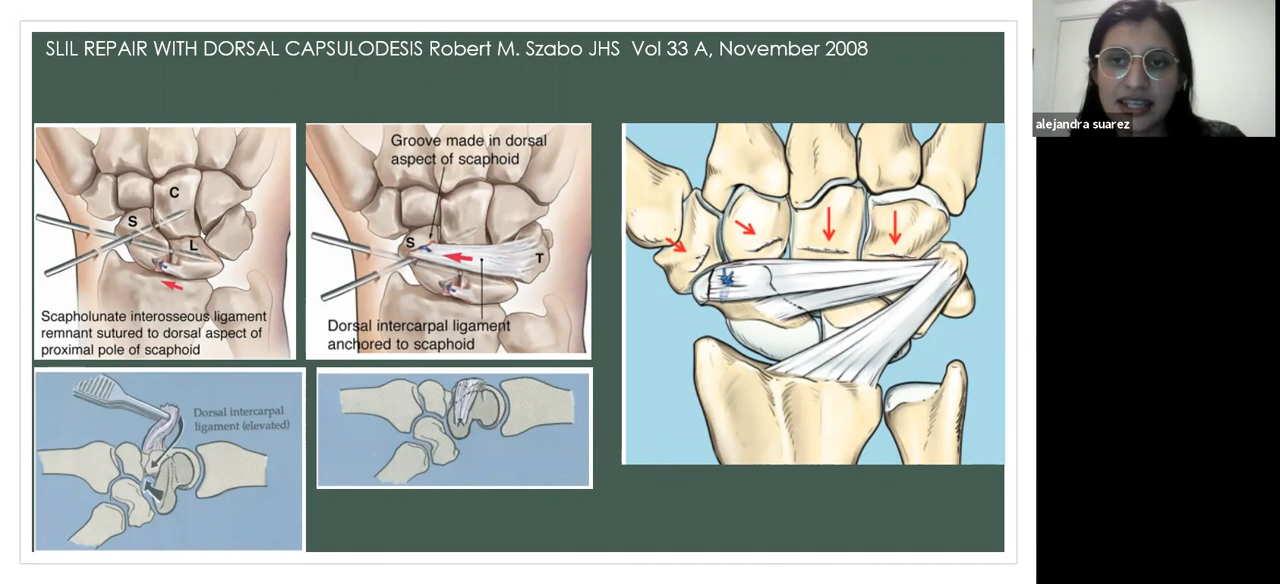 SLIL REPAIR WITH DORSAL CAPSULODESIS Robert M. Szabo JHS  Vol 33 A, November 2008
alejandra suarez
C
S
L
Scapholunate interosseous ligament
remnant sutured to dorsal aspect of
proximal pole of scaphoid
Groove made in dorsal
aspect of scaphoid
S
T
Dorsal intercarpal ligament
anchored to scaphoid
Dorsal intercarpal
ligament (elevated)